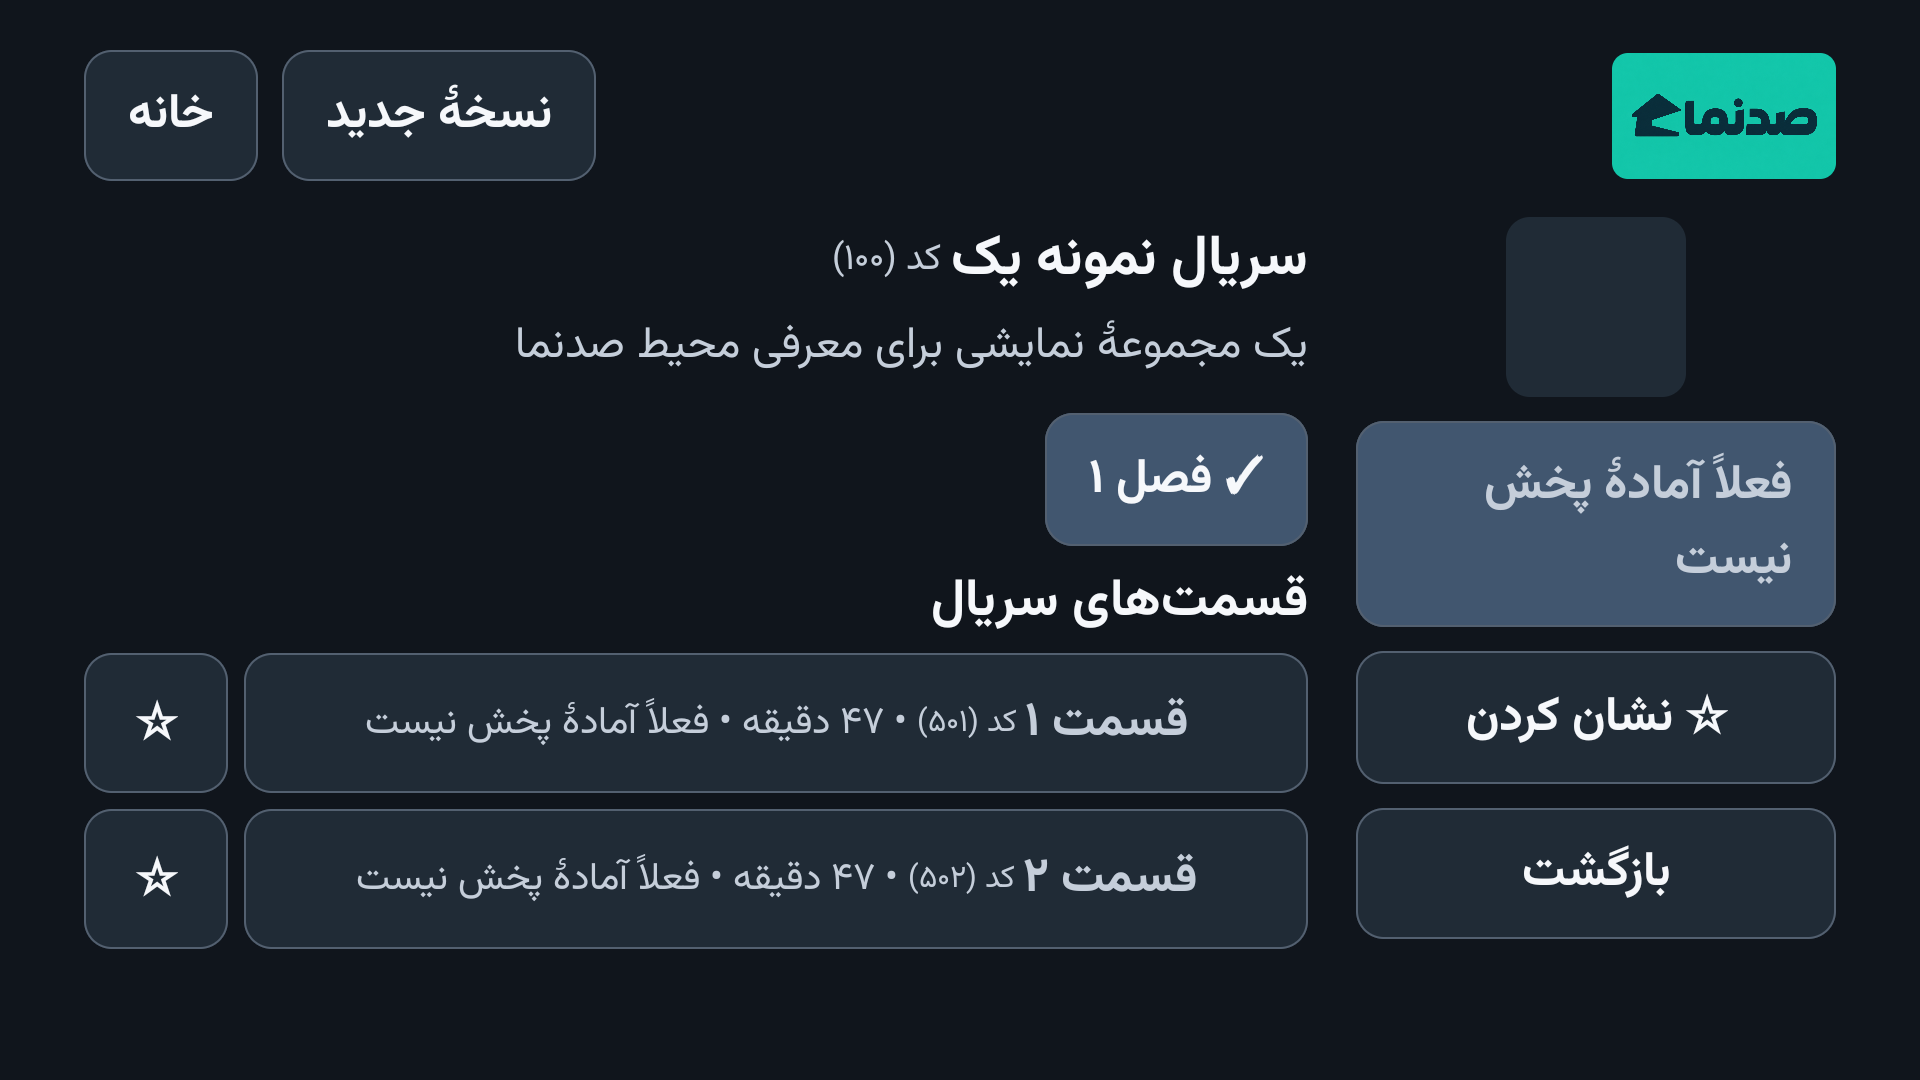 صدنما
نسخهٔ جدید
خانه
سریال نمونه یک کد (۱۰۰)
یک مجموعهٔ نمایشی برای معرفی محیط صدنما
فعلاً آمادهٔ پخش
نیست
☆ نشان کردن
بازگشت
✓ فصل ۱
قسمت‌های سریال
قسمت ۱ کد (۵۰۱) • ۴۷ دقیقه • فعلاً آمادهٔ پخش نیست
☆
قسمت ۲ کد (۵۰۲) • ۴۷ دقیقه • فعلاً آمادهٔ پخش نیست
☆